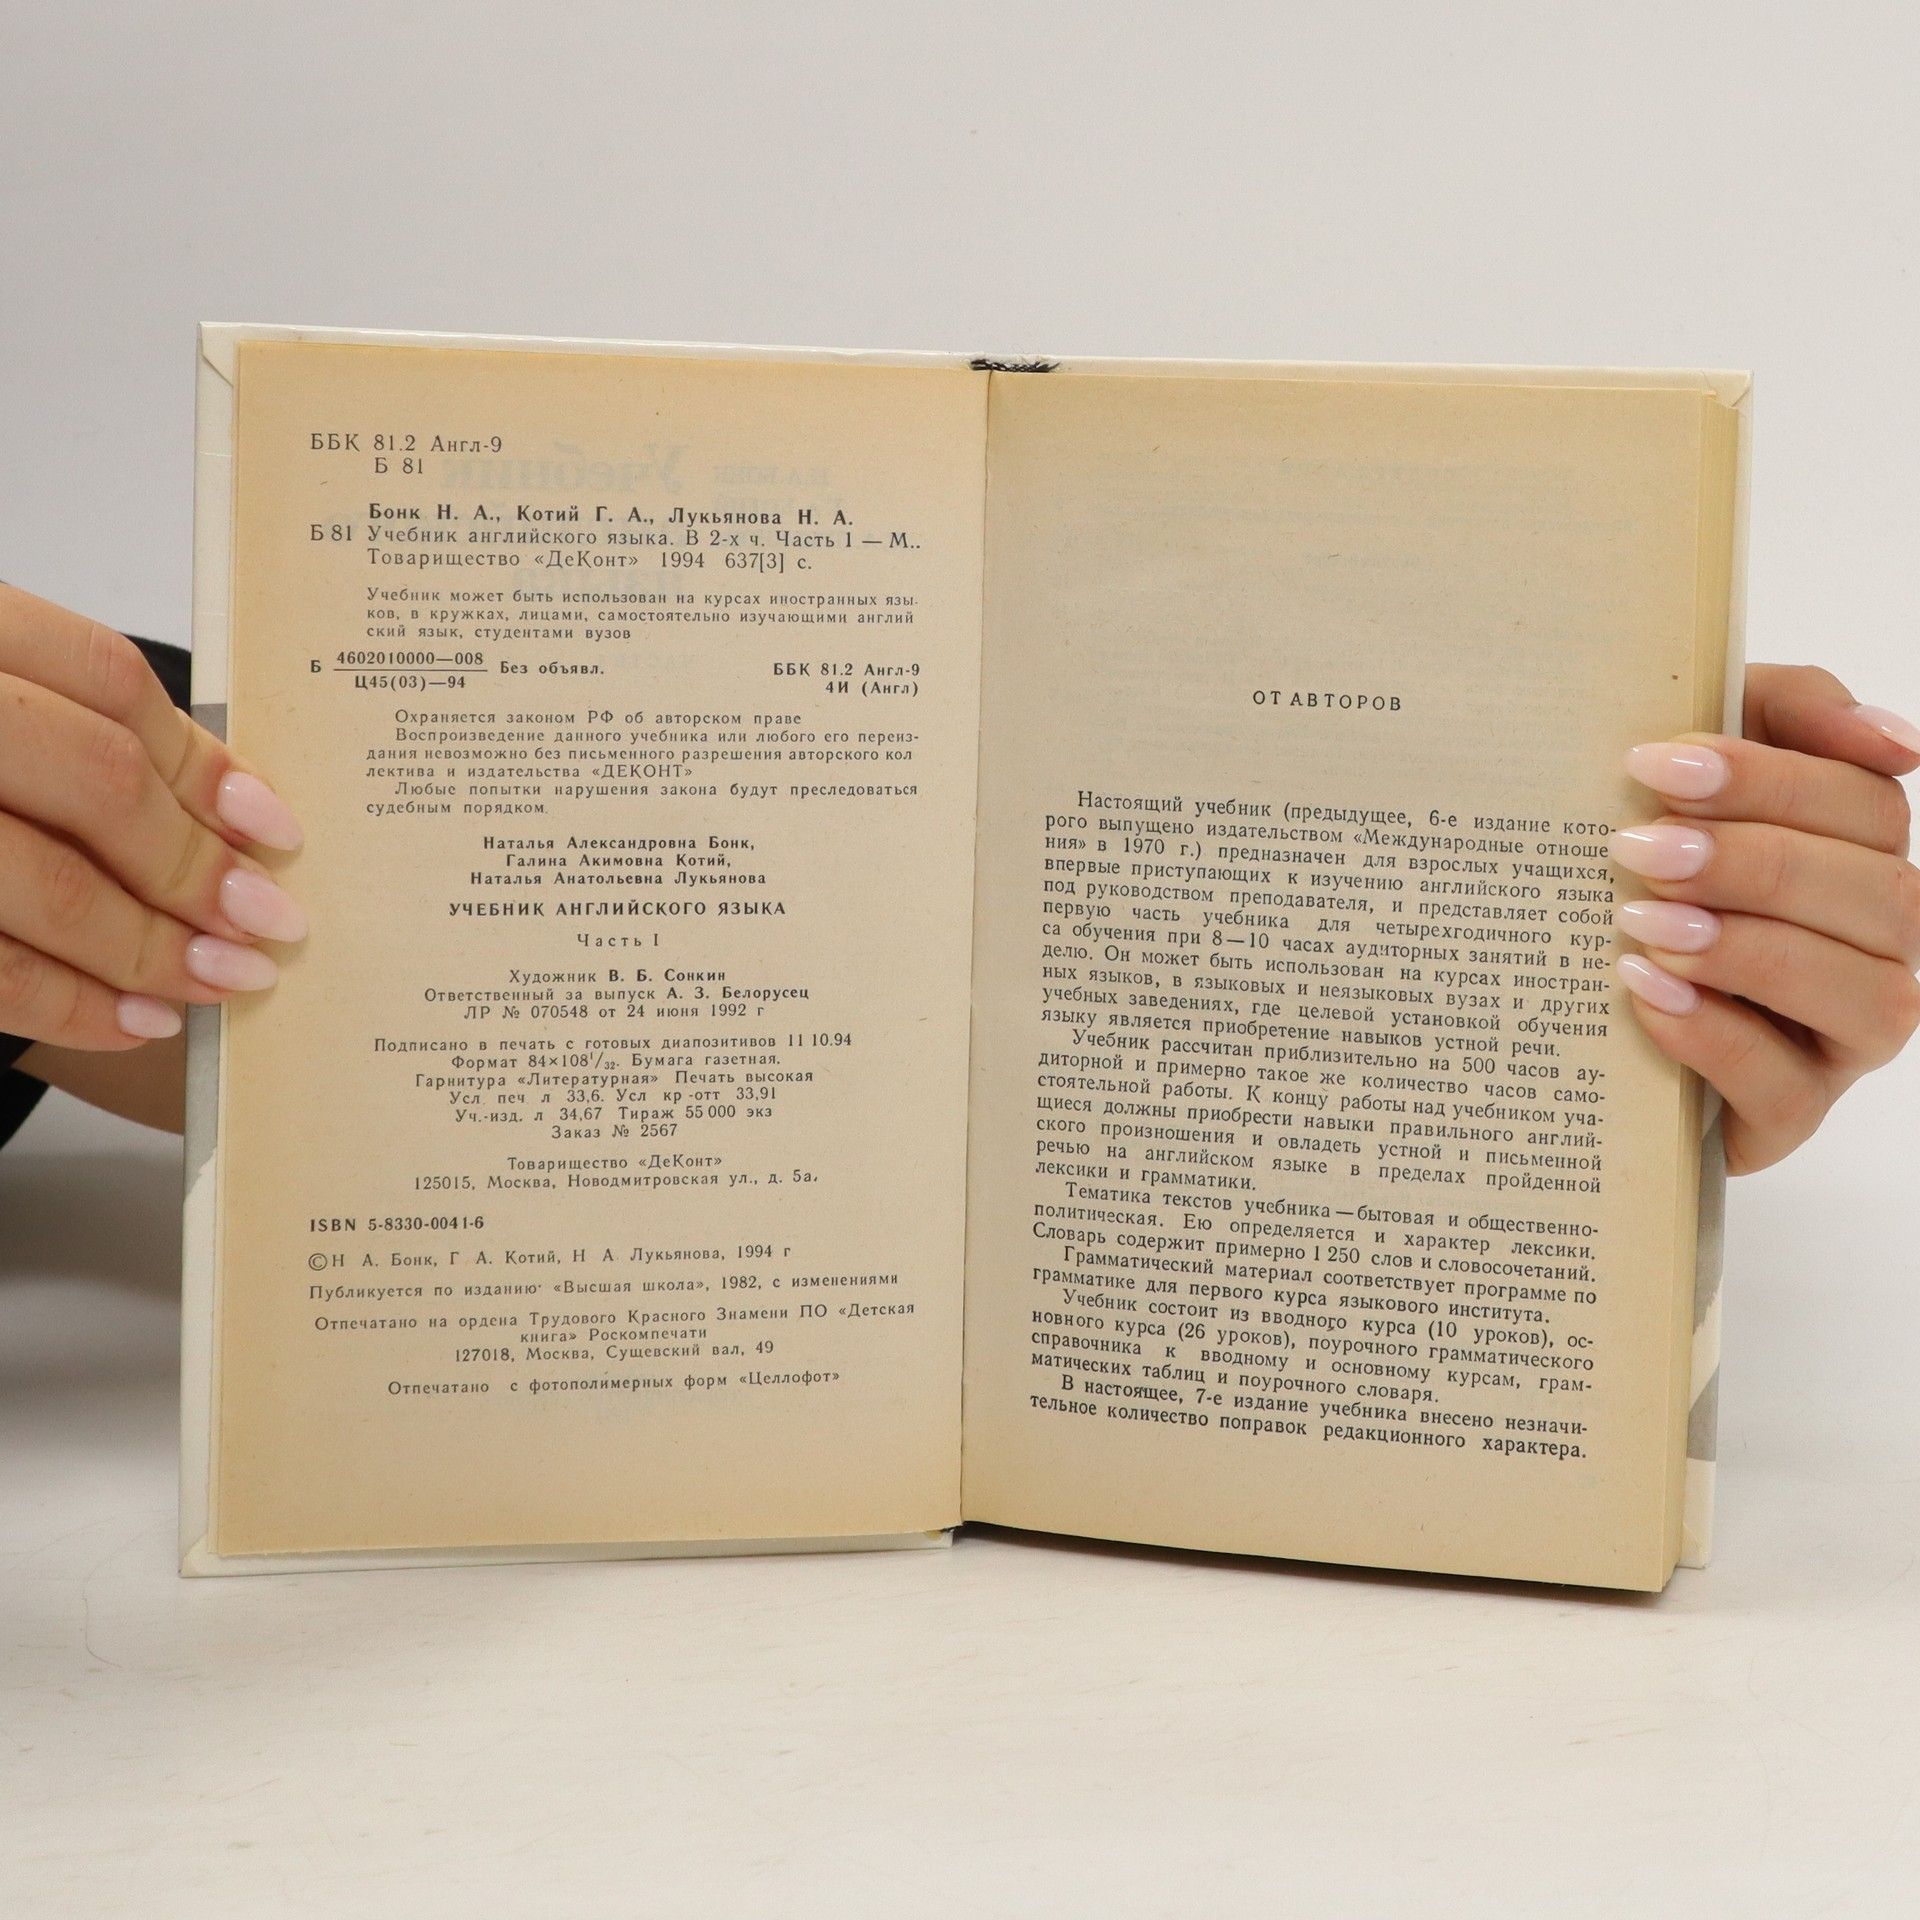 ББК 81.2 Англ-9
Б 81
Бонк Н. А., Котий Г. А., Лукьянова Н. А.
Б 81 Учебник английского языка. В 2-х ч. Часть 1 — М..
Товарищество «ДеКонт» 1994 637[3] с.
Учебник может быть использован на курсах иностранных язы-
ков, в кружках, лицами, самостоятельно изучающими англий
ский язык, студентами вузов
Б 4602010000—008 Без объявл. ББК 81.2 Англ-9
Ц45(03)—94 4И (Англ)
Охраняется законом РФ об авторском праве
Воспроизведение данного учебника или любого его переиз-
дания невозможно без письменного разрешения авторского кол
лектива и издательства «ДЕКОНТ»
Любые попытки нарушения закона будут преследоваться
судебным порядком.
Наталья Александровна Бонк,
Галина Акимовна Котий,
Наталья Анатольевна Лукьянова
УЧЕБНИК АНГЛИЙСКОГО ЯЗЫКА
Часть I
Художник В. Б. Сонкин
Ответственный за выпуск А. З. Белорусец
ЛР № 070548 от 24 июня 1992 г
Подписано в печать с готовых диапозитивов 11 10.94
Формат 84×108 1/32. Бумага газетная.
Гарнитура «Литературная» Печать высокая
Усл. печ. л 33,6. Усл кр-отт 33,91
Уч.-изд. л 34,67 Тираж 55 000 экз
Заказ № 2567
Товарищество «ДеКонт»
125015, Москва, Новодмитровская ул., д. 5а,
ISBN 5-8330-0041-6
© Н А. Бонк, Г А. Котий, Н А. Лукьянова, 1994 г
Публикуется по изданию· «Высшая школа», 1982, с изменениями
Отпечатано на ордена Трудового Красного Знамени ПО «Детская
книга» Роскомпечати
127018, Москва, Сущевский вал, 49
Отпечатано с фотополимерных форм «Целлофот»
ОТ АВТОРОВ
Настоящий учебник (предыдущее, 6-е издание кото-
рого выпущено издательством «Международные отноше
ния» в 1970 г.) предназначен для взрослых учащихся,
впервые приступающих к изучению английского языка
под руководством преподавателя, и представляет собой
первую часть учебника для четырехгодичного кур-
са обучения при 8—10 часах аудиторных занятий в не-
делю. Он может быть использован на курсах иностран-
ных языков, в языковых и неязыковых вузах и других
учебных заведениях, где целевой установкой обучения
языку является приобретение навыков устной речи.
Учебник рассчитан приблизительно на 500 часов ау-
диторной и примерно такое же количество часов само-
стоятельной работы. К концу работы над учебником уча-
щиеся должны приобрести навыки правильного англий-
ского произношения и овладеть устной и письменной
речью на английском языке в пределах пройденной
лексики и грамматики.
Тематика текстов учебника — бытовая и общественно-
политическая. Ею определяется и характер лексики.
Словарь содержит примерно 1 250 слов и словосочетаний.
Грамматический материал соответствует программе по
грамматике для первого курса языкового института.
Учебник состоит из вводного курса (10 уроков), ос-
новного курса (26 уроков), поурочного грамматического
справочника к вводному и основному курсам, грам-
матических таблиц и поурочного словаря.
В настоящее, 7-е издание учебника внесено незначи-
тельное количество поправок редакционного характера.